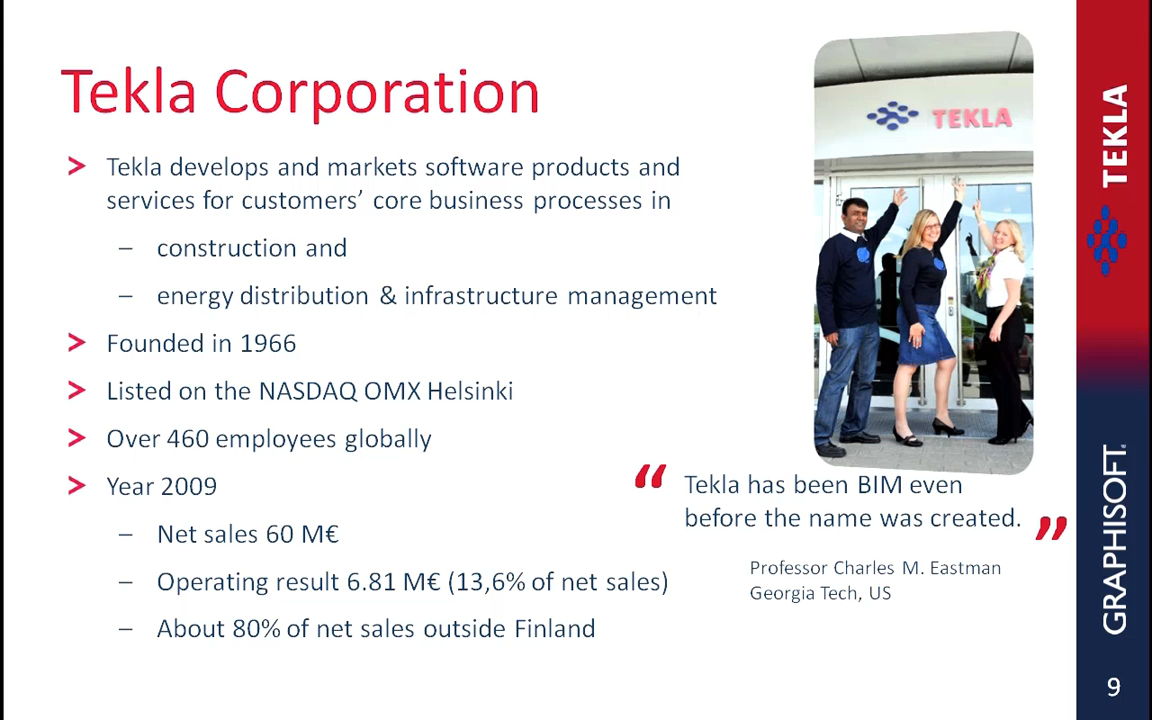 Tekla Corporation
> Tekla develops and markets software products and
services for customers’ core business processes in
– construction and
– energy distribution & infrastructure management
> Founded in 1966
> Listed on the NASDAQ OMX Helsinki
> Over 460 employees globally
> Year 2009
– Net sales 60 M€
– Operating result 6.81 M€ (13,6% of net sales)
– About 80% of net sales outside Finland
TEKLA
“ Tekla has been BIM even
before the name was created. ”
Professor Charles M. Eastman
Georgia Tech, US
TEKLA
GRAPHISOFT
9